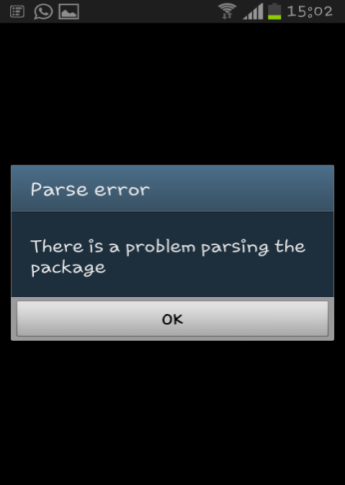 15:02
Parse error
There is a problem parsing the
package
OK